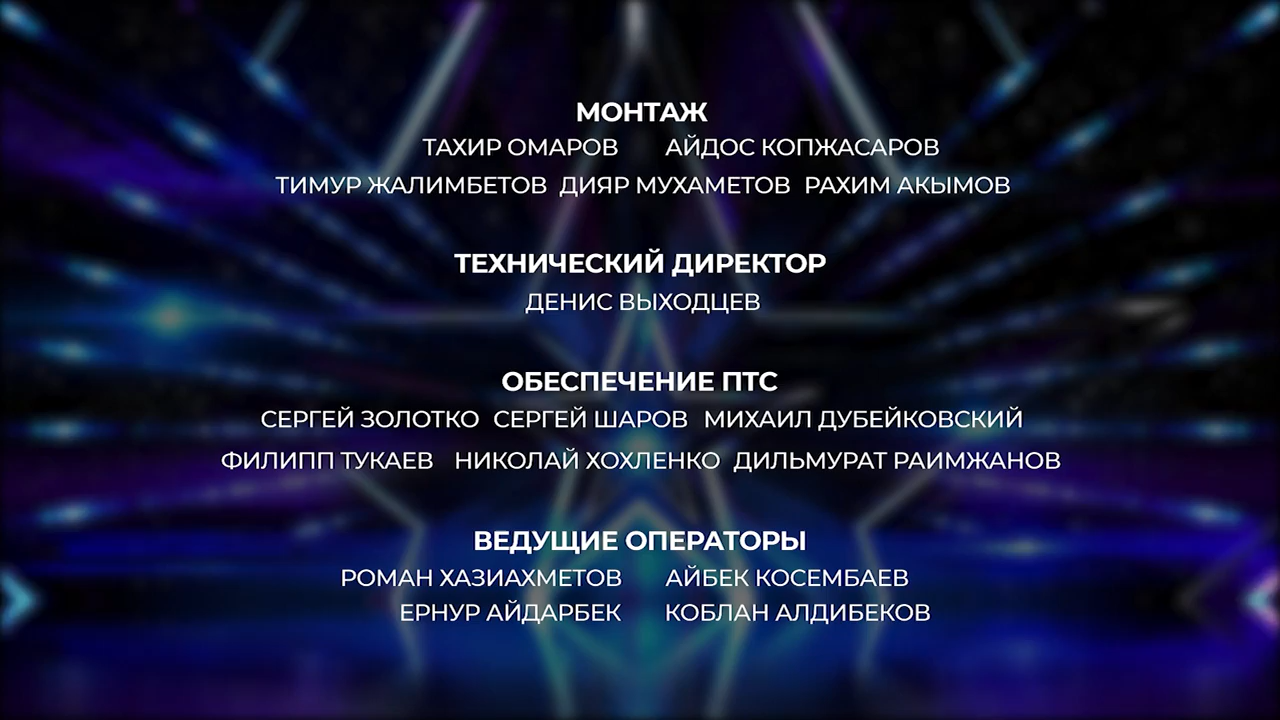 МОНТАЖ
ТАХИР ОМАРОВ АЙДОС КОПЖАСАРОВ
ТИМУР ЖАЛИМБЕТОВ ДИЯР МУХАМЕТОВ РАХИМ АКЫМОВ
ТЕХНИЧЕСКИЙ ДИРЕКТОР
ДЕНИС ВЫХОДЦЕВ
ОБЕСПЕЧЕНИЕ ПТС
СЕРГЕЙ ЗОЛОТКО СЕРГЕЙ ШАРОВ МИХАИЛ ДУБЕЙКОВСКИЙ
ФИЛИПП ТУКАЕВ НИКОЛАЙ ХОХЛЕНКО ДИЛЬМУРАТ РАИМЖАНОВ
ВЕДУЩИЕ ОПЕРАТОРЫ
РОМАН ХАЗИАХМЕТОВ АЙБЕК КОСЕМБАЕВ
ЕРНУР АЙДАРБЕК КОБЛАН АЛДИБЕКОВ